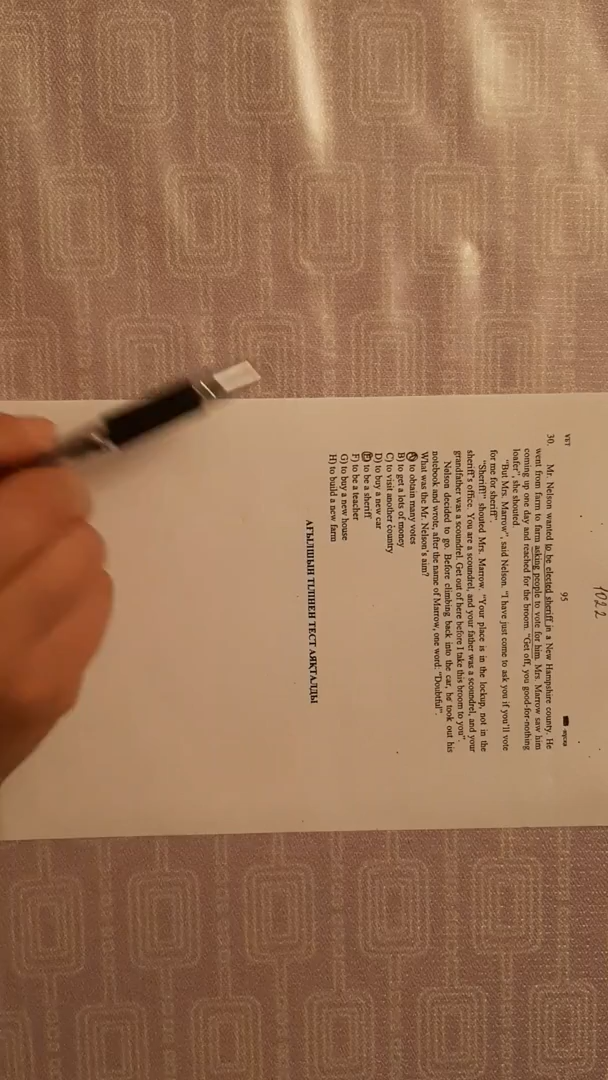 1022
95
30. Mr. Nelson wanted to be elected sheriff in a New Hampshire county. He
went from farm to farm asking people to vote for him. Mrs. Marrow saw him
coming up one day and reached for the broom. "Get off, you good-for-nothing
loafer", she shouted.
"But Mrs. Marrow", said Nelson. "I have just come to ask you if you'll vote
for me for sheriff".
"Sheriff!" shouted Mrs. Marrow. "Your place is in the lockup, not in the
sheriff's office. You are a scoundrel, and your father was a scoundrel, and your
grandfather was a scoundrel. Get out of here before I take this broom to you".
Nelson decided to go. Before climbing back into the car, he took out his
notebook and wrote, after the name of Marrow, one word. "Doubtful".
What was the Mr. Nelson's aim?
A) to obtain many votes
B) to get a lots of money
C) to visit another country
D) to buy a new car
E) to be a sheriff
F) to be a teacher
G) to buy a new house
H) to build a new farm
АҒЫЛШЫН ТІЛІНЕН ТЕСТ АЯҚТАЛДЫ